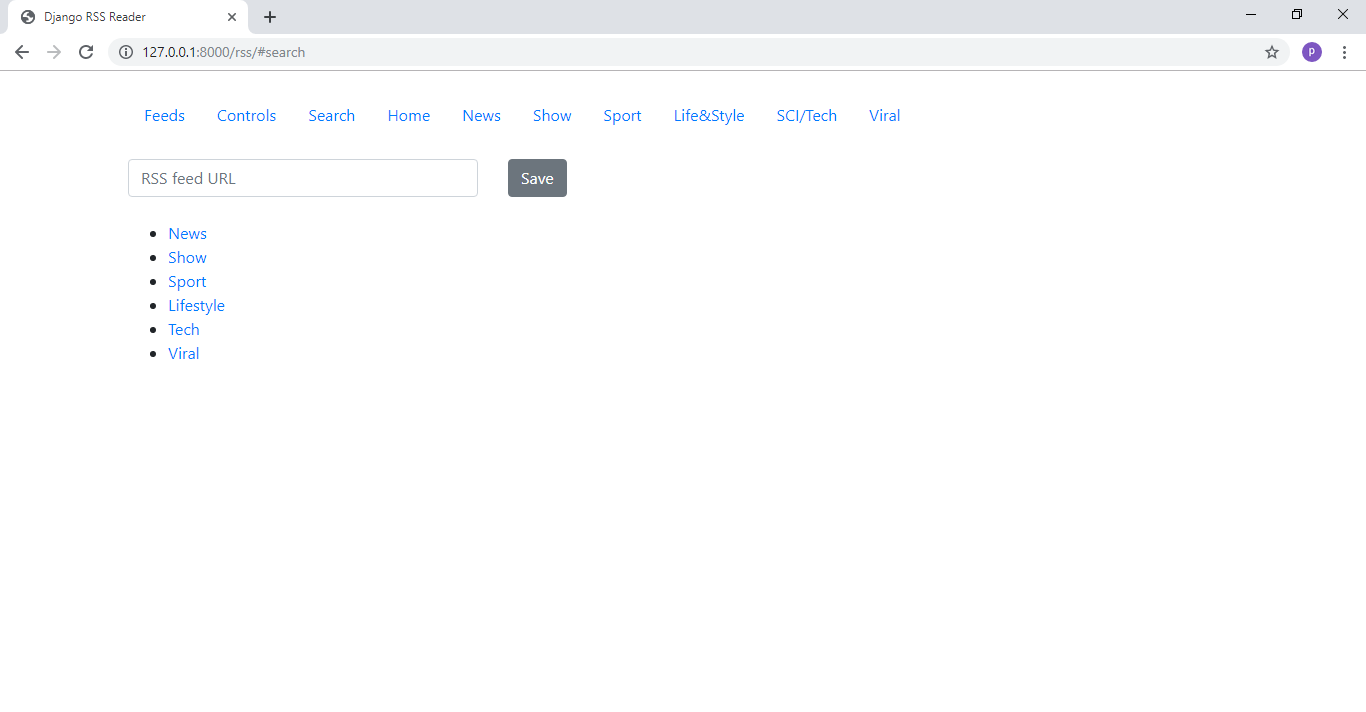 Django RSS Reader
127.0.0.1:8000/rss/#search
p
Feeds Controls Search Home News Show Sport Life&Style SCI/Tech Viral
RSS feed URL Save
News
Show
Sport
Lifestyle
Tech
Viral